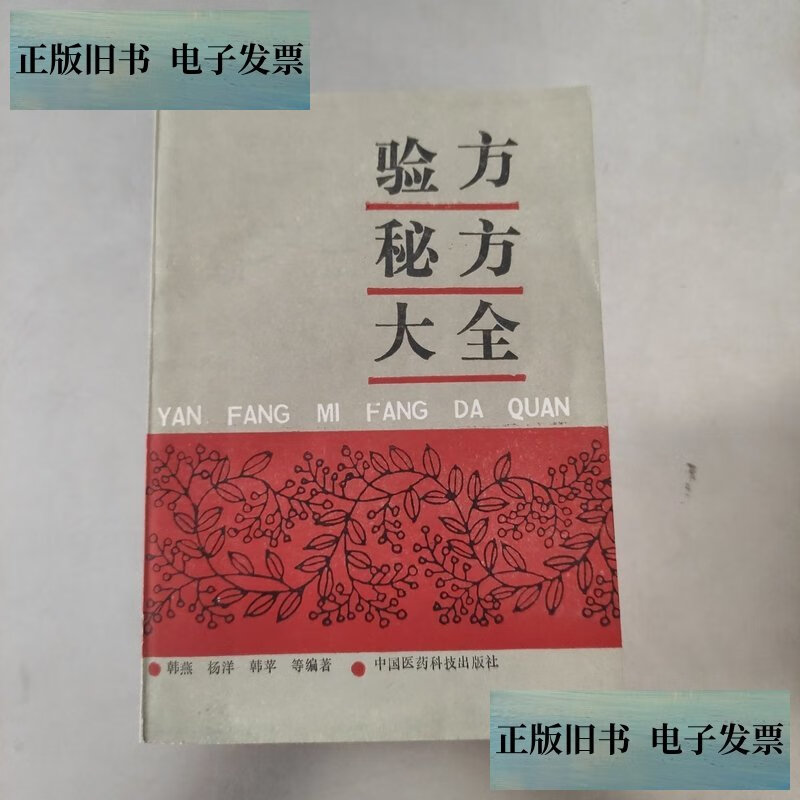 正版旧书 电子发票
验方
秘方
大全
YAN FANG MI FANG DA QUAN
韩燕 杨洋 韩苹 等编著 中国医药科技出版社
正版旧书 电子发票